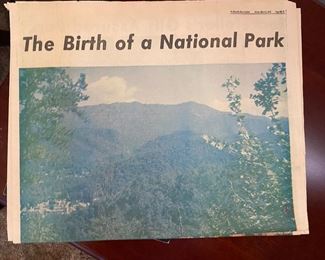 The Birth of a National Park